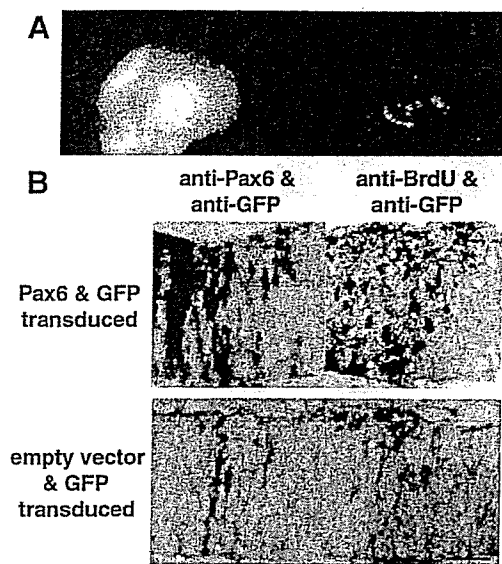 A
B
anti-Pax6 & anti-BrdU &
anti-GFP anti-GFP
Pax6 & GFP
transduced
empty vector
& GFP
transduced